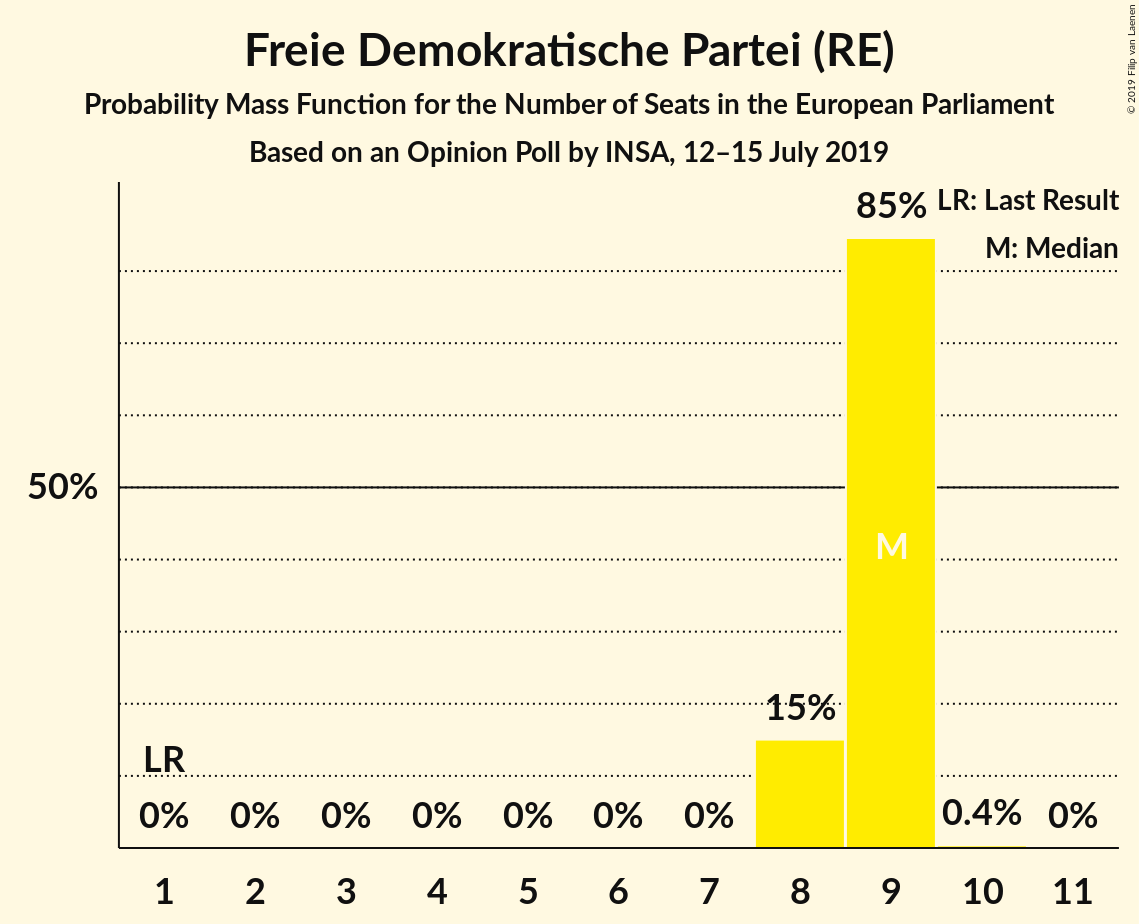 Freie Demokratische Partei (RE)
Probability Mass Function for the Number of Seats in the European Parliament
Based on an Opinion Poll by INSA, 12–15 July 2019
© 2019 Filip van Laenen
85%
LR: Last Result
M: Median
50%
M
15%
LR
0% 0% 0% 0% 0% 0% 0% 0.4% 0%
1 2 3 4 5 6 7 8 9 10 11